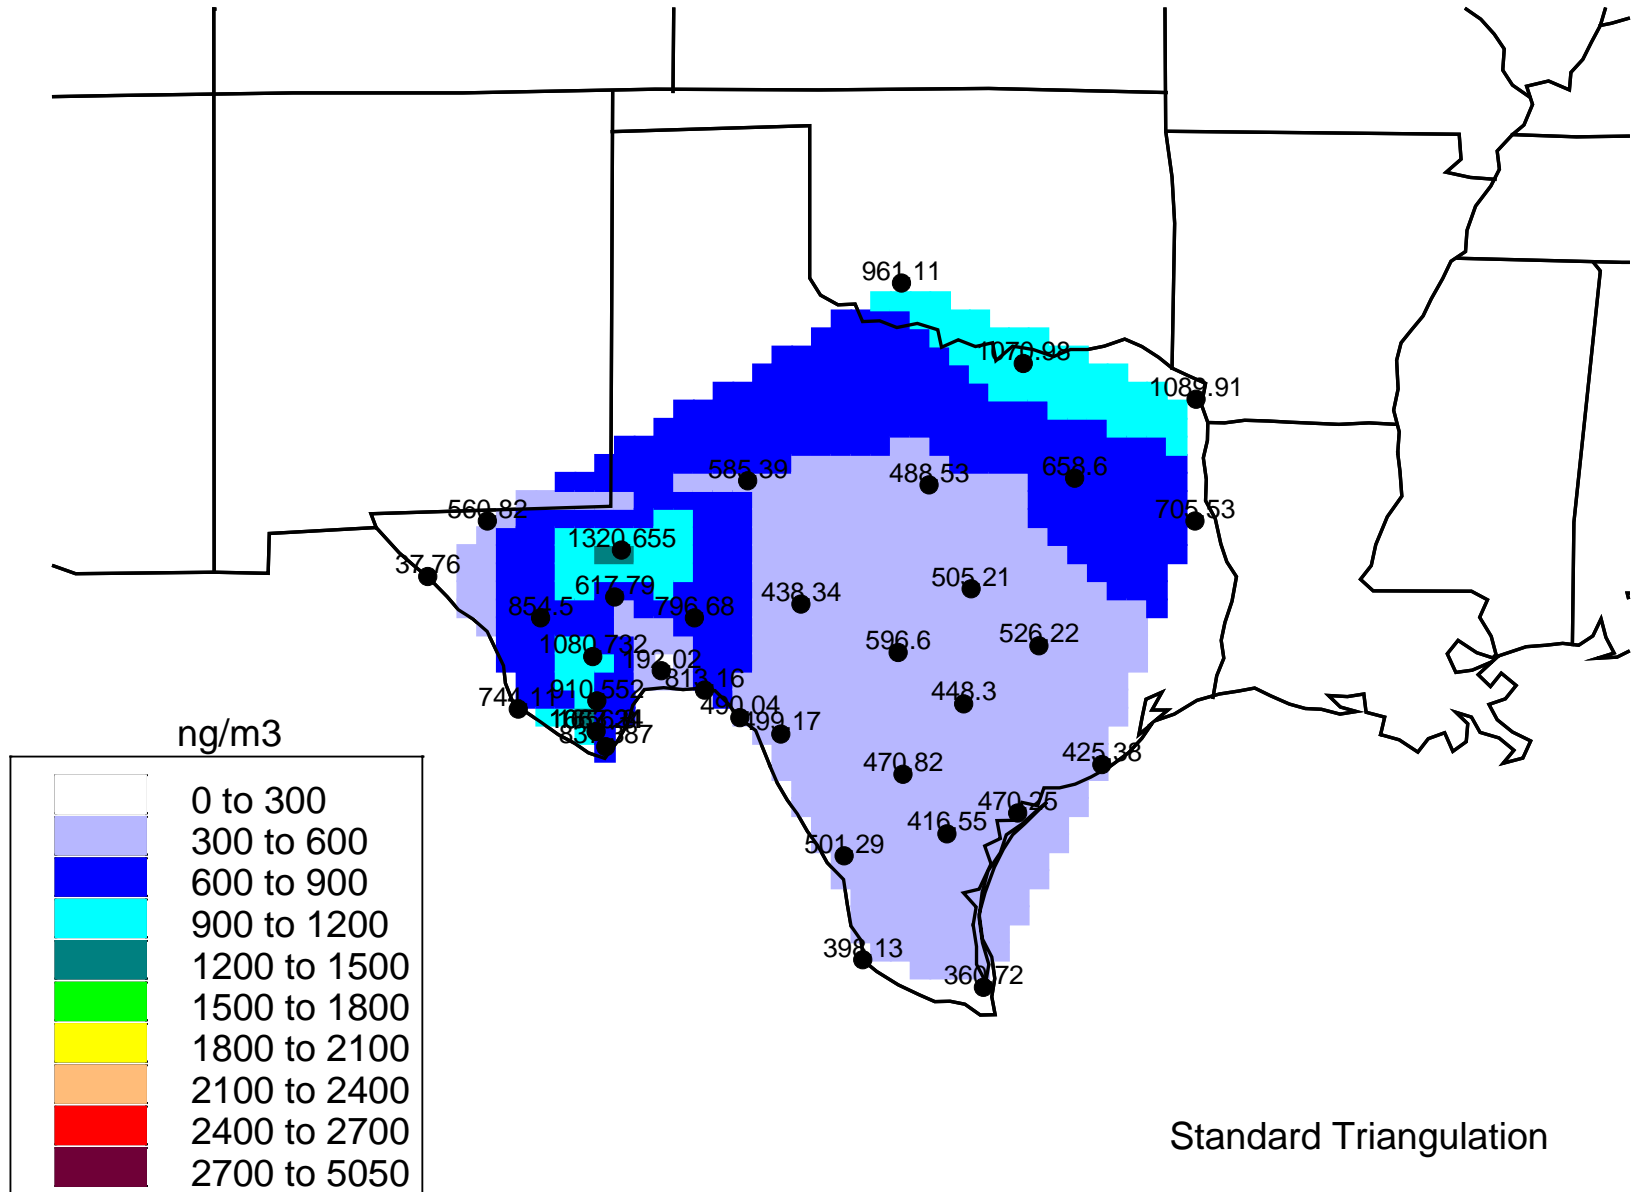 961.11
1070.98
1089.91
585.39
488.53
658.6
560.82
705.53
1320.655
37.76
617.79
438.34
505.21
854.5
796.68
1080.732
596.6
526.22
192.02
813.16
910.552
744.11
490.04
448.3
499.17
425.38
470.82
470.25
416.55
501.29
398.13
360.72
ng/m3
0 to 300
300 to 600
600 to 900
900 to 1200
1200 to 1500
1500 to 1800
1800 to 2100
2100 to 2400
2400 to 2700
2700 to 5050
Standard Triangulation